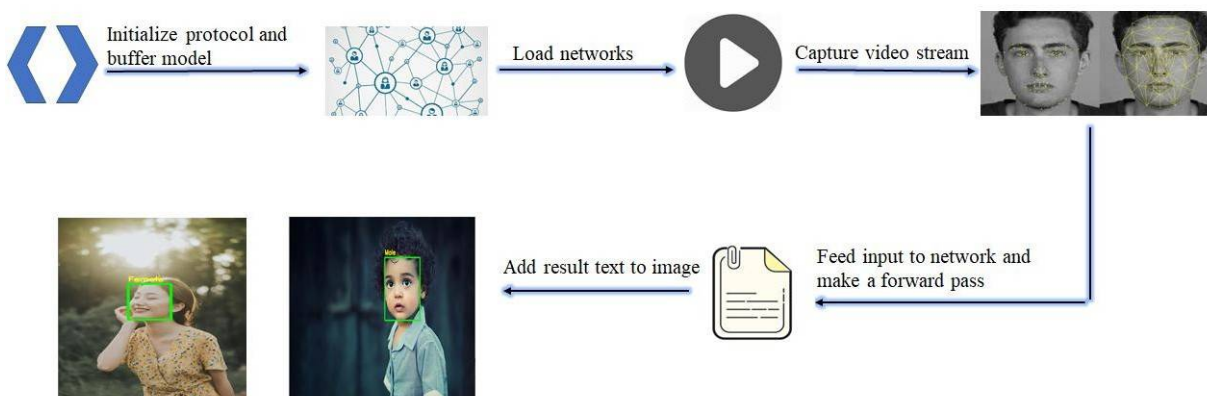 Initialize protocol and
buffer model
Load networks
Capture video stream
Feed input to network and
make a forward pass
Add result text to image
Male